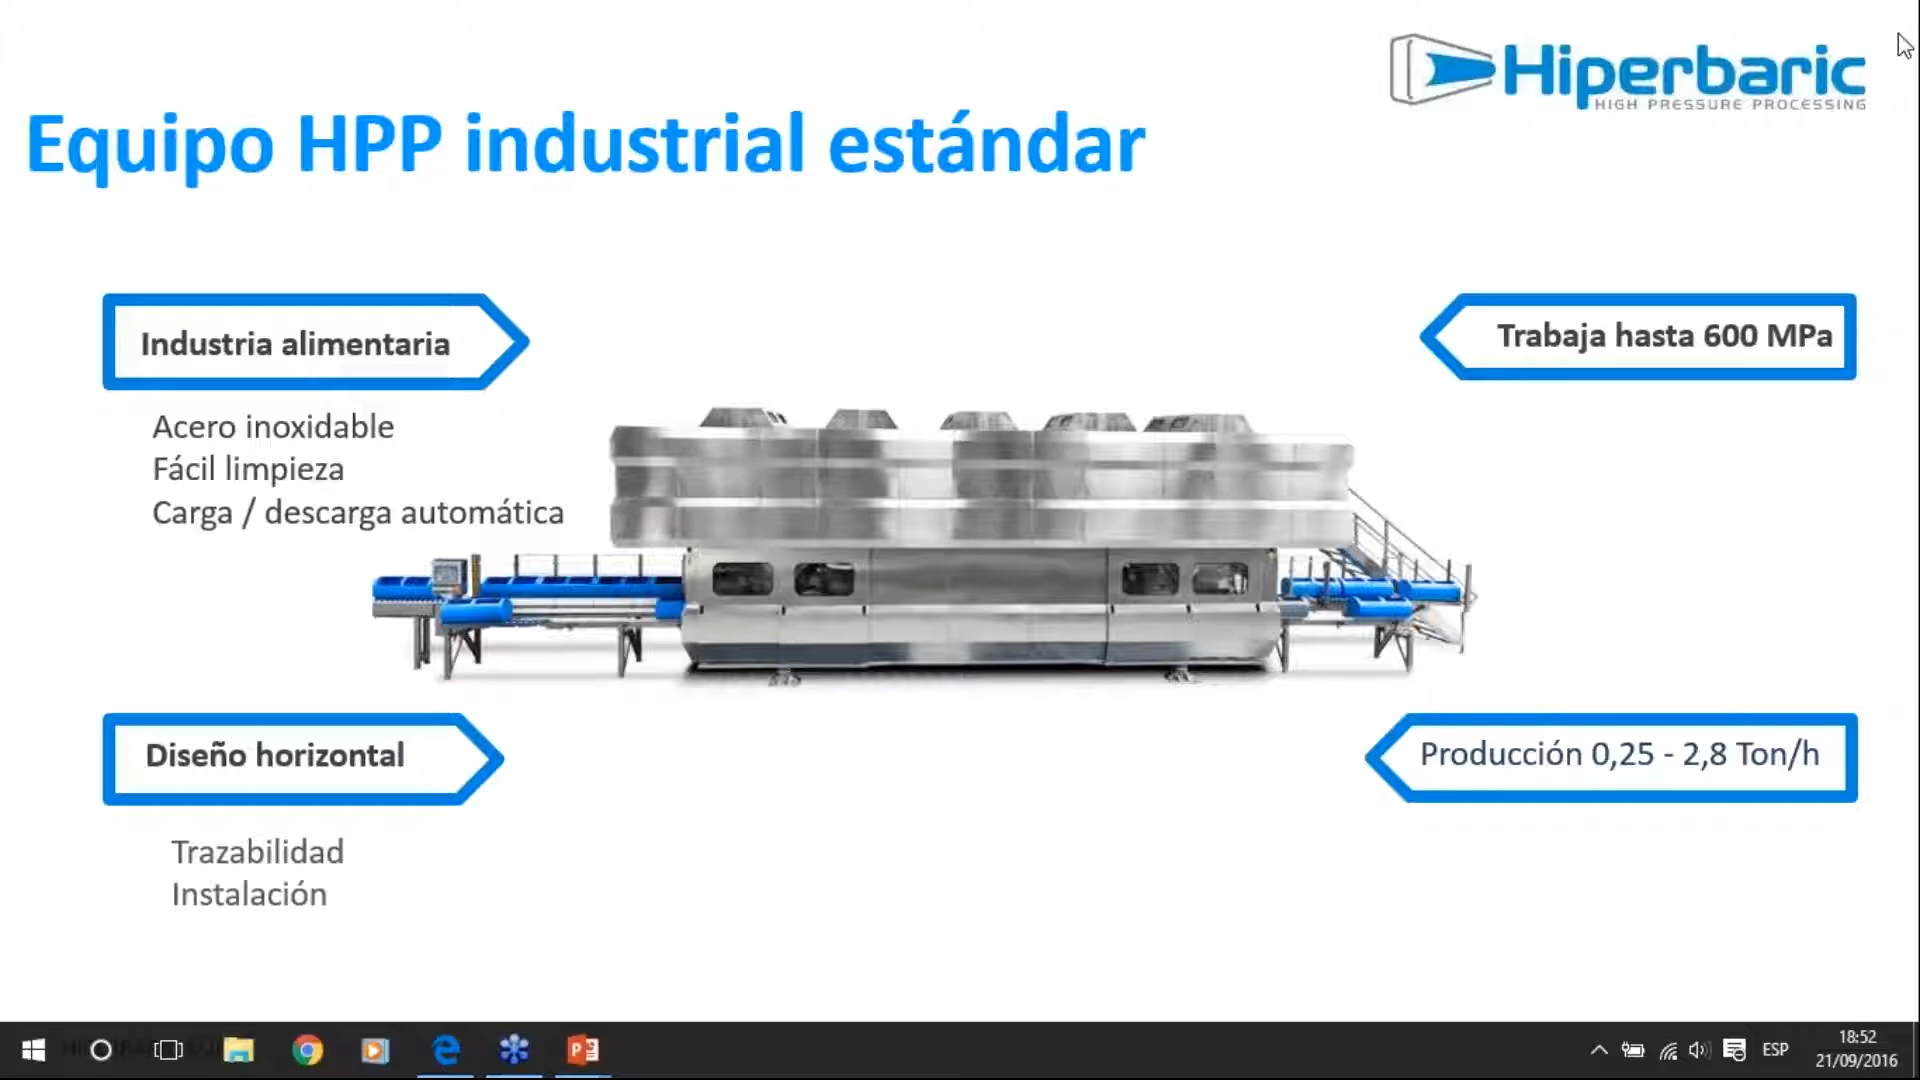 Hiperbaric
HIGH PRESSURE PROCESSING
Equipo HPP industrial estándar
Industria alimentaria
Acero inoxidable
Fácil limpieza
Carga / descarga automática
Trabaja hasta 600 MPa
Diseño horizontal
Trazabilidad
Instalación
Producción 0,25 - 2,8 Ton/h
ESP
18:52
21/09/2016